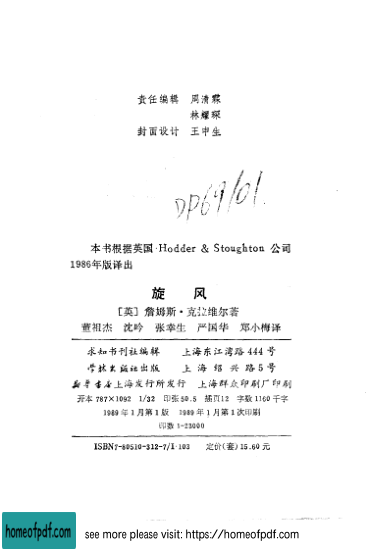 责任编辑 周清霖
林耀琛
封面设计 王申生
DP69/01.
本书根据英国·Hodder & Stoughton 公司
1986年版译出
旋 风
[英] 詹姆斯·克拉维尔著
董祖杰 沈吟 张幸生 严国华 郑小梅译
求知书刊社编辑 上海东江湾路444号
学林出版社出版 上海绍兴路5号
新华书店上海发行所发行 上海群众印刷厂印刷
开本 787×1092 1/32 印张 50.5 插页12 字数 1160千字
1989年1月第1版 1989年1月第1次印刷
印数 1-23000
ISBN7-80510-312-7/I·103 定价(套)15.60元
homeofpdf.com
see more please visit: https://homeofpdf.com